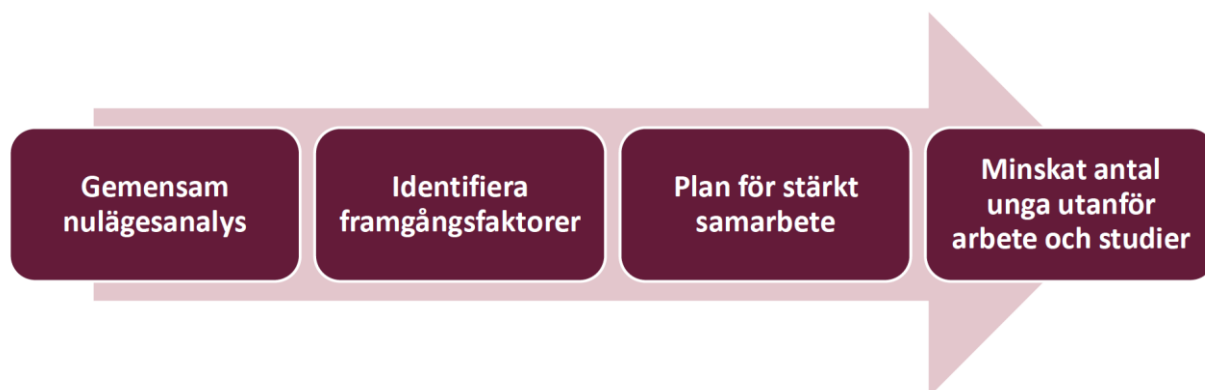 Gemensam
nulägesanalys
Identifiera
framgångsfaktorer
Plan för stärkt
samarbete
Minskat antal
unga utanför
arbete och studier